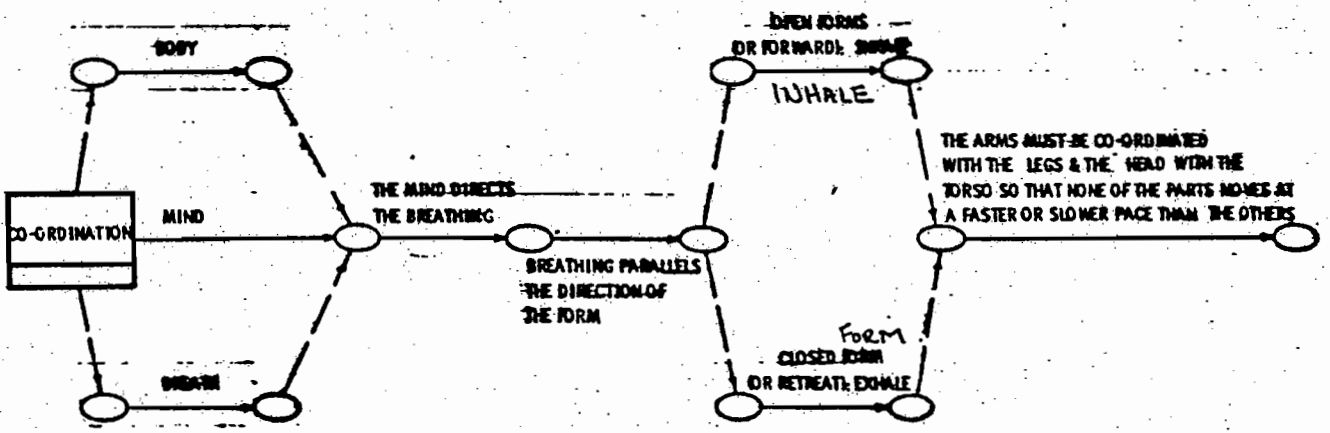 BODY
CO-ORDINATION
MIND
BREATH
THE MIND DIRECTS
THE BREATHING
BREATHING PARALLELS
THE DIRECTION OF
THE FORM
OPEN FORMS
(OR FORWARD): INHALE
INHALE
FORM
CLOSED FORM
(OR RETREAT): EXHALE
THE ARMS MUST BE CO-ORDINATED
WITH THE LEGS & THE HEAD WITH THE
TORSO SO THAT NONE OF THE PARTS MOVES AT
A FASTER OR SLOWER PACE THAN THE OTHERS